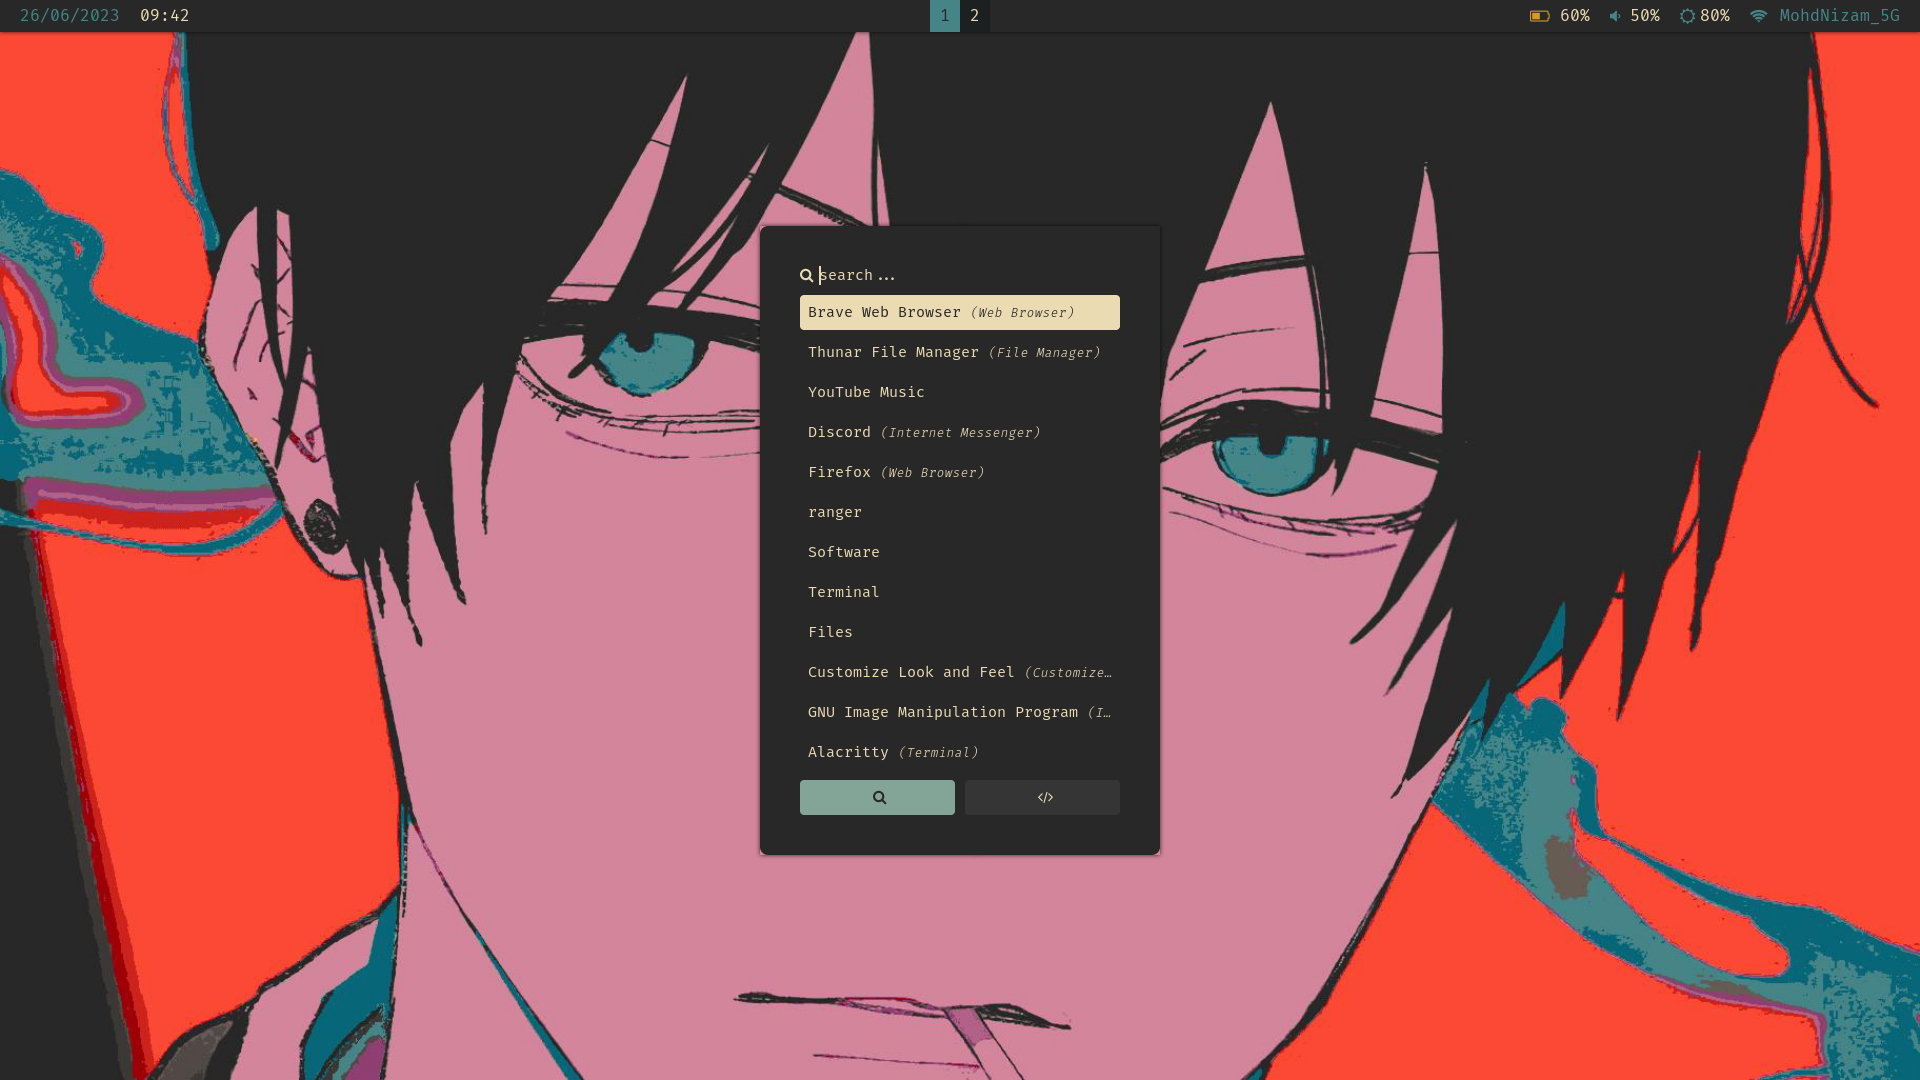 26/06/2023 09:42 1 2 60% 50% 80% MohdNizam_5G
search...
Brave Web Browser (Web Browser)
Thunar File Manager (File Manager)
YouTube Music
Discord (Internet Messenger)
Firefox (Web Browser)
ranger
Software
Terminal
Files
Customize Look and Feel (Customize…
GNU Image Manipulation Program (I…
Alacritty (Terminal)